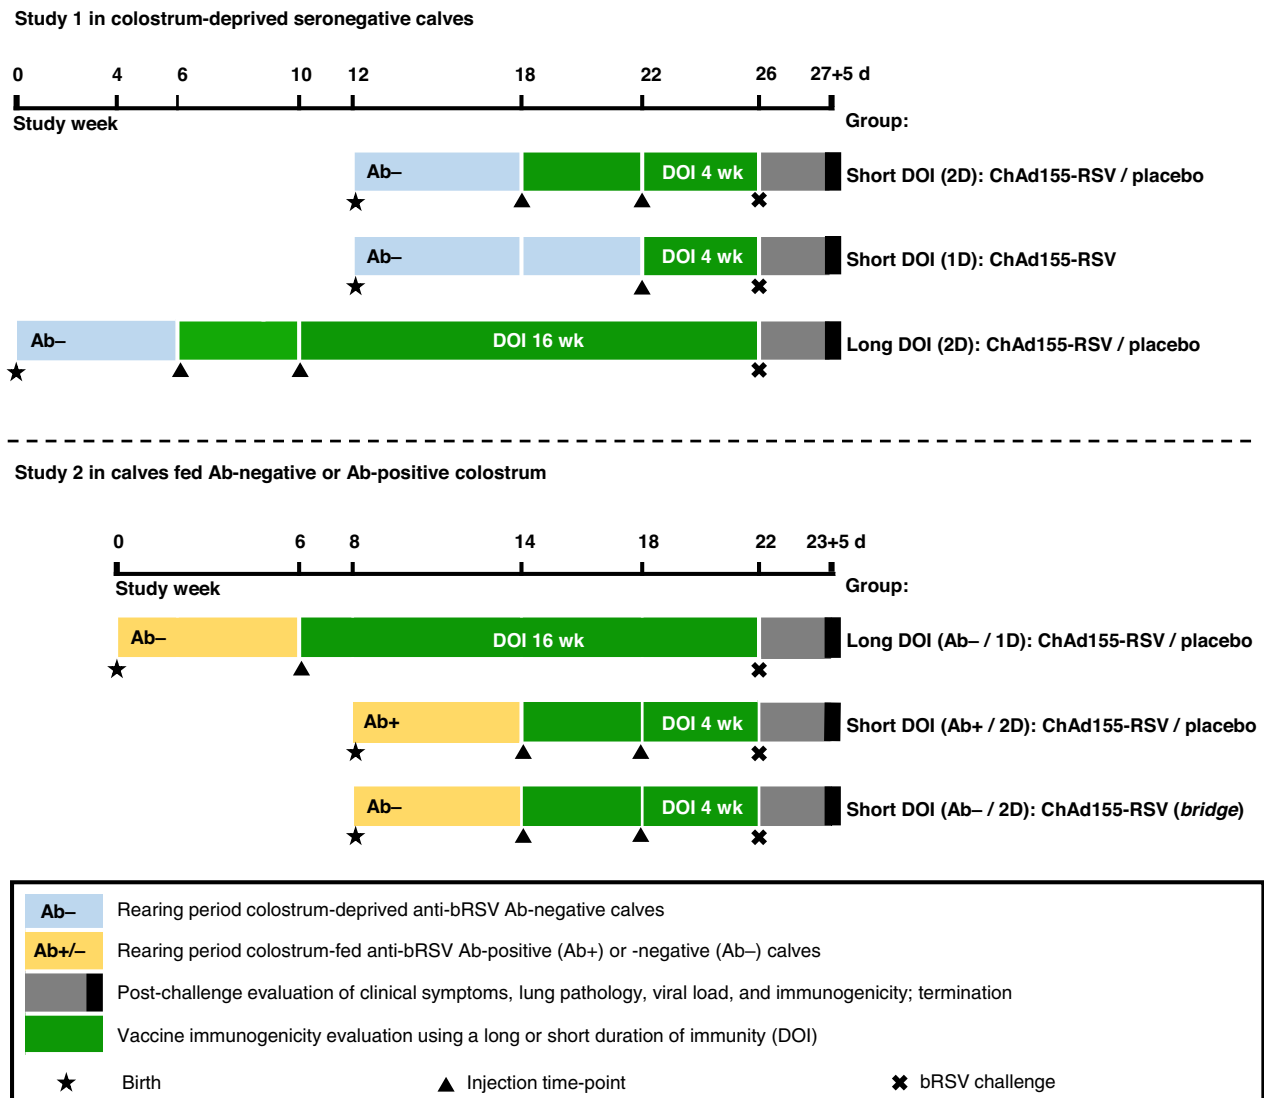 Study 1 in colostrum-deprived seronegative calves
0 4 6 10 12 18 22 26 27+5 d
Study week
Group:
Ab– DOI 4 wk Short DOI (2D): ChAd155-RSV / placebo
Ab– DOI 4 wk Short DOI (1D): ChAd155-RSV
Ab– DOI 16 wk Long DOI (2D): ChAd155-RSV / placebo
Study 2 in calves fed Ab-negative or Ab-positive colostrum
0 6 8 14 18 22 23+5 d
Study week
Group:
Ab– DOI 16 wk Long DOI (Ab– / 1D): ChAd155-RSV / placebo
Ab+ DOI 4 wk Short DOI (Ab+ / 2D): ChAd155-RSV / placebo
Ab– DOI 4 wk Short DOI (Ab– / 2D): ChAd155-RSV (bridge)
Ab– Rearing period colostrum-deprived anti-bRSV Ab-negative calves
Ab+/– Rearing period colostrum-fed anti-bRSV Ab-positive (Ab+) or -negative (Ab–) calves
Post-challenge evaluation of clinical symptoms, lung pathology, viral load, and immunogenicity; termination
Vaccine immunogenicity evaluation using a long or short duration of immunity (DOI)
Birth Injection time-point bRSV challenge